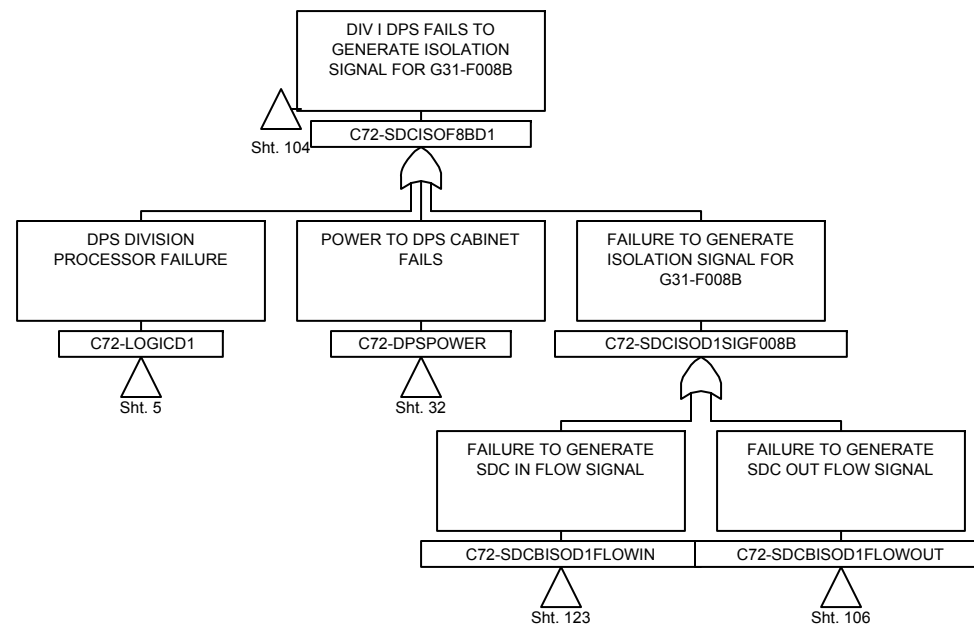 DIV I DPS FAILS TO
GENERATE ISOLATION
SIGNAL FOR G31-F008B
C72-SDCISOF8BD1
Sht. 104
DPS DIVISION
PROCESSOR FAILURE
POWER TO DPS CABINET
FAILS
FAILURE TO GENERATE
ISOLATION SIGNAL FOR
G31-F008B
C72-LOGICD1
C72-DPSPOWER
C72-SDCISOD1SIGF008B
Sht. 5
Sht. 32
FAILURE TO GENERATE
SDC IN FLOW SIGNAL
FAILURE TO GENERATE
SDC OUT FLOW SIGNAL
C72-SDCBISOD1FLOWIN
C72-SDCBISOD1FLOWOUT
Sht. 123
Sht. 106